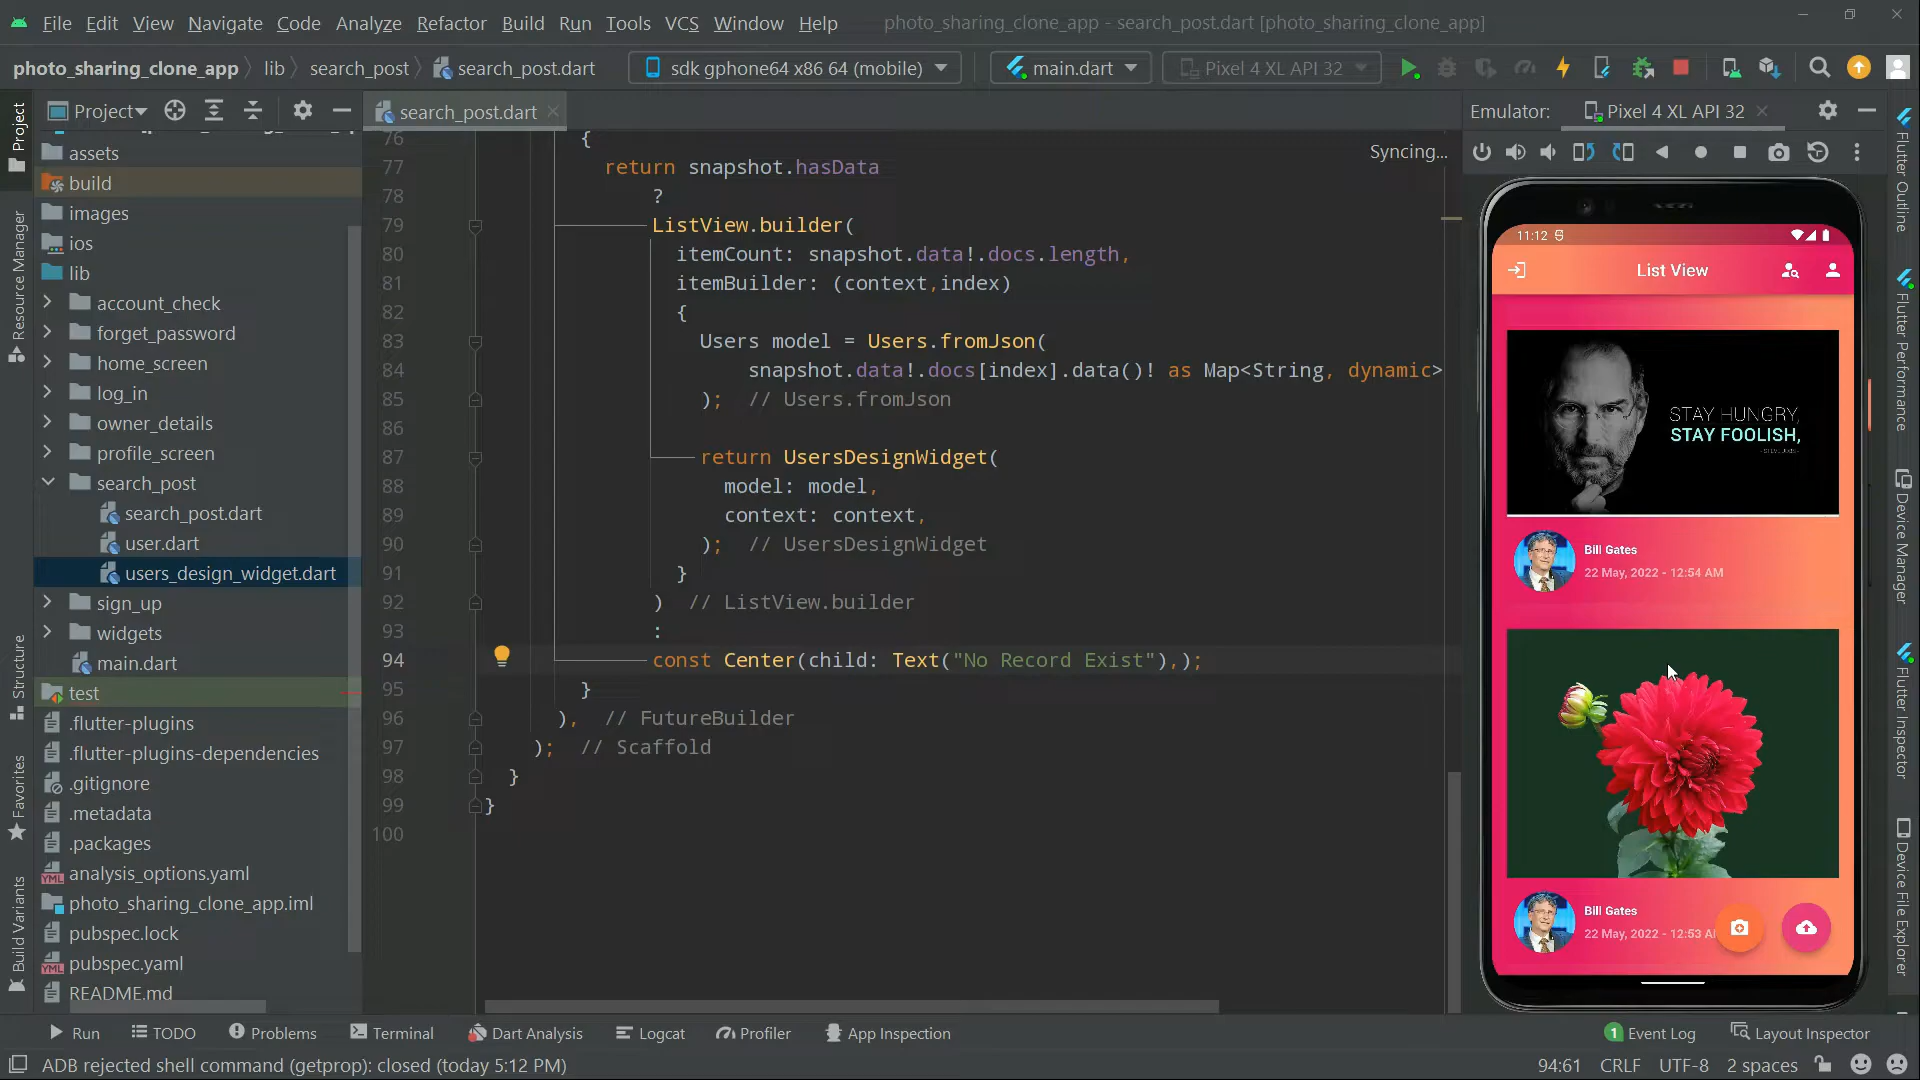 File Edit View Navigate Code Analyze Refactor Build Run Tools VCS Window Help photo_sharing_clone_app - search_post.dart [photo_sharing_clone_app]
photo_sharing_clone_app lib search_post search_post.dart sdk gphone64 x86 64 (mobile) main.dart Pixel 4 XL API 32
Project search_post.dart Emulator: Pixel 4 XL API 32
Project
Resource Manager
Structure
Favorites
Build Variants
assets
build
images
ios
lib
account_check
forget_password
home_screen
log_in
owner_details
profile_screen
search_post
search_post.dart
user.dart
users_design_widget.dart
sign_up
widgets
main.dart
test
.flutter-plugins
.flutter-plugins-dependencies
.gitignore
.metadata
.packages
analysis_options.yaml
photo_sharing_clone_app.iml
pubspec.lock
pubspec.yaml
README.md
Syncing...
76 {
77 return snapshot.hasData
78 ?
79 ListView.builder(
80 itemCount: snapshot.data!.docs.length,
81 itemBuilder: (context,index)
82 {
83 Users model = Users.fromJson(
84 snapshot.data!.docs[index].data()! as Map<String, dynamic>
85 ); // Users.fromJson
86
87 return UsersDesignWidget(
88 model: model,
89 context: context,
90 ); // UsersDesignWidget
91 }
92 ) // ListView.builder
93 :
94 const Center(child: Text("No Record Exist"),);
95 }
96 ), // FutureBuilder
97 ); // Scaffold
98 }
99 }
100
11:12
List View
STAY HUNGRY,
STAY FOOLISH,
Bill Gates
22 May, 2022 - 12:54 AM
Bill Gates
22 May, 2022 - 12:53 A
Flutter Outline
Flutter Performance
Device Manager
Flutter Inspector
Device File Explorer
Run TODO Problems Terminal Dart Analysis Logcat Profiler App Inspection 1 Event Log Layout Inspector
ADB rejected shell command (getprop): closed (today 5:12 PM) 94:61 CRLF UTF-8 2 spaces